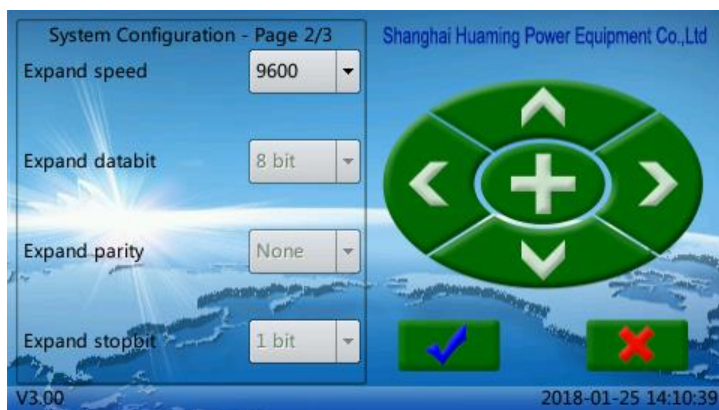 System Configuration - Page 2/3
Shanghai Huaming Power Equipment Co.,Ltd
Expand speed
9600
Expand databit
8 bit
Expand parity
None
Expand stopbit
1 bit
V3.00
2018-01-25 14:10:39